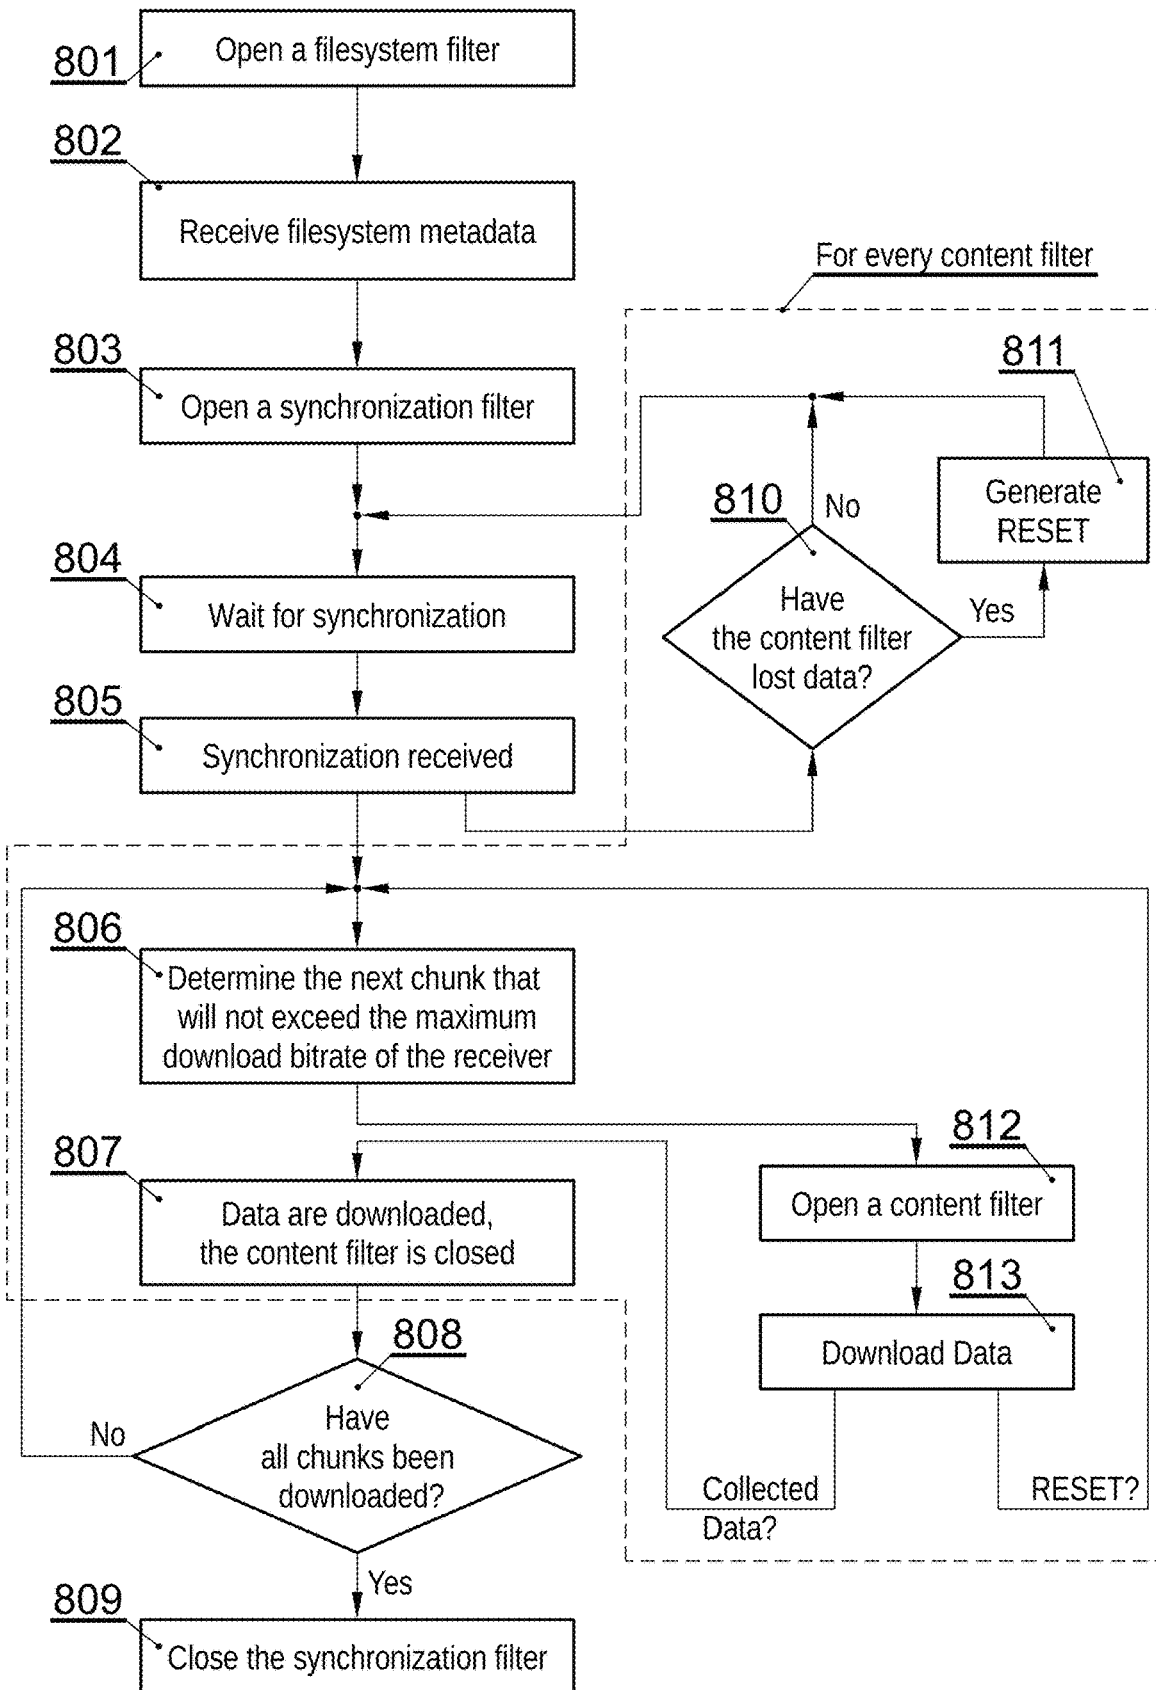 801
Open a filesystem filter
802
Receive filesystem metadata
For every content filter
803
Open a synchronization filter
811
Generate
RESET
810
No
Have
the content filter
lost data?
Yes
804
Wait for synchronization
805
Synchronization received
806
Determine the next chunk that
will not exceed the maximum
download bitrate of the receiver
812
Open a content filter
807
Data are downloaded,
the content filter is closed
813
Download Data
808
Have
all chunks been
downloaded?
No
Collected
Data?
RESET?
Yes
809
Close the synchronization filter